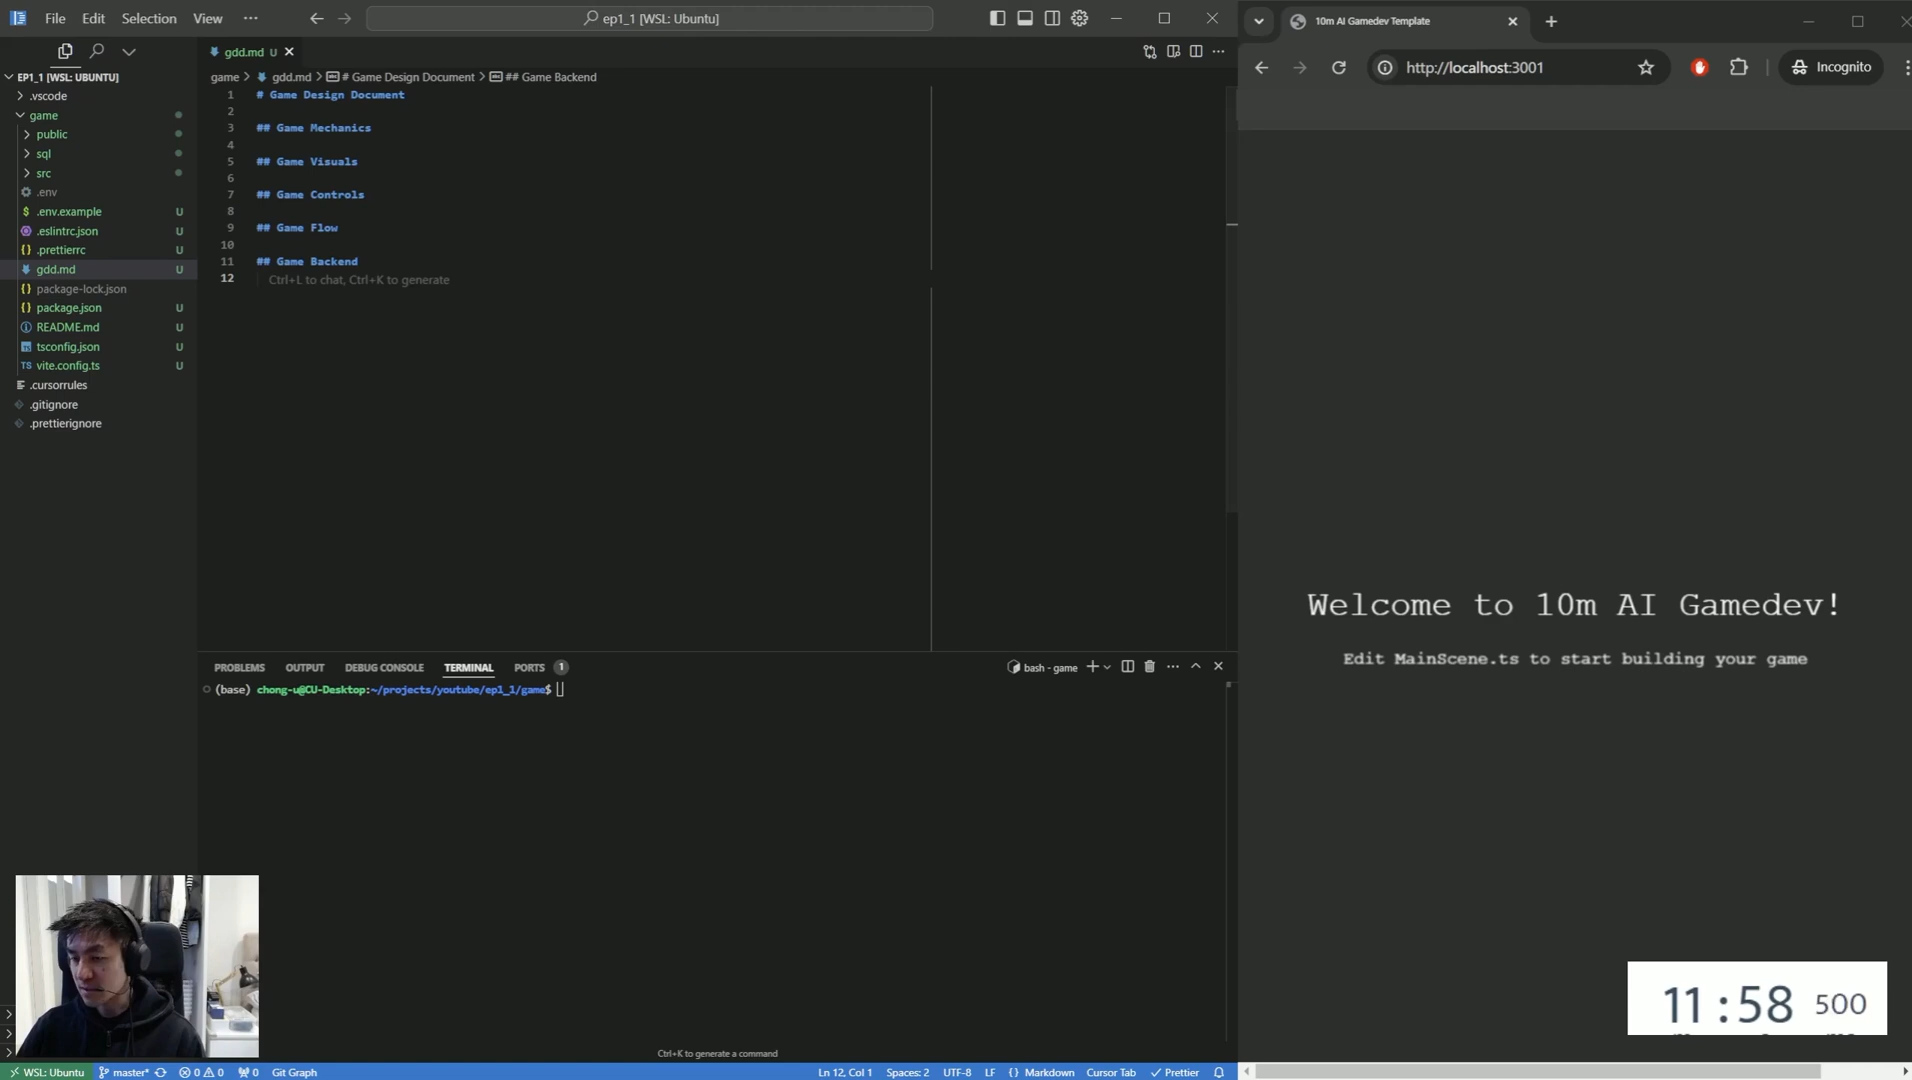 File Edit Selection View ··· ep1_1 [WSL: Ubuntu]
EP1_1 [WSL: UBUNTU]
.vscode
game
public
sql
src
.env
.env.example U
.eslintrc.json U
.prettierrc U
gdd.md U
package-lock.json
package.json U
README.md U
tsconfig.json U
TS vite.config.ts U
.cursorrules
.gitignore
.prettierignore
gdd.md U
game > gdd.md > # Game Design Document > ## Game Backend
1 # Game Design Document
2
3 ## Game Mechanics
4
5 ## Game Visuals
6
7 ## Game Controls
8
9 ## Game Flow
10
11 ## Game Backend
12 Ctrl+L to chat, Ctrl+K to generate
PROBLEMS OUTPUT DEBUG CONSOLE TERMINAL PORTS 1
bash - game
(base) chong-u@CU-Desktop:~/projects/youtube/ep1_1/game$
Ctrl+K to generate a command
WSL: Ubuntu master* 0 0 0 Git Graph
Ln 12, Col 1 Spaces: 2 UTF-8 LF {} Markdown Cursor Tab Prettier
10m AI Gamedev Template
http://localhost:3001
Incognito
Welcome to 10m AI Gamedev!
Edit MainScene.ts to start building your game
11:58 500